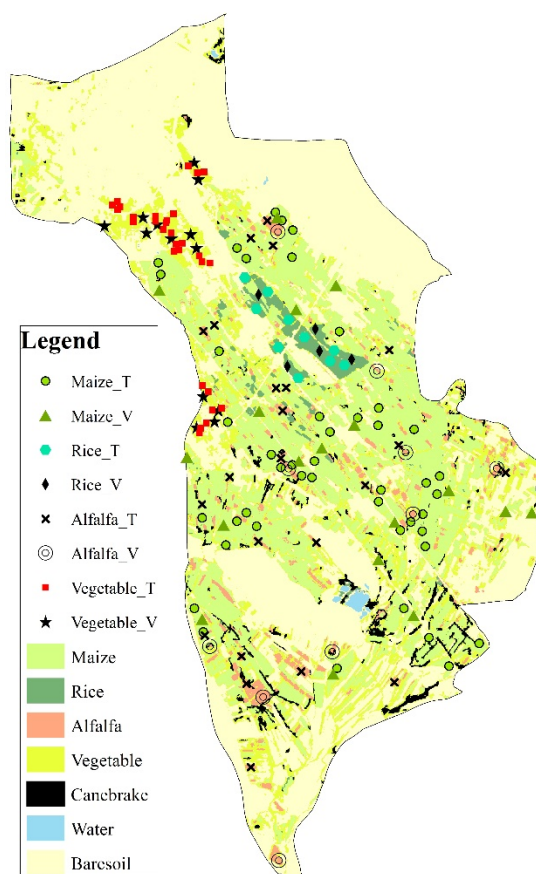 Legend
Maize_T
Maize_V
Rice_T
Rice_V
Alfalfa_T
Alfalfa_V
Vegetable_T
Vegetable_V
Maize
Rice
Alfalfa
Vegetable
Canebrake
Water
Baresoil